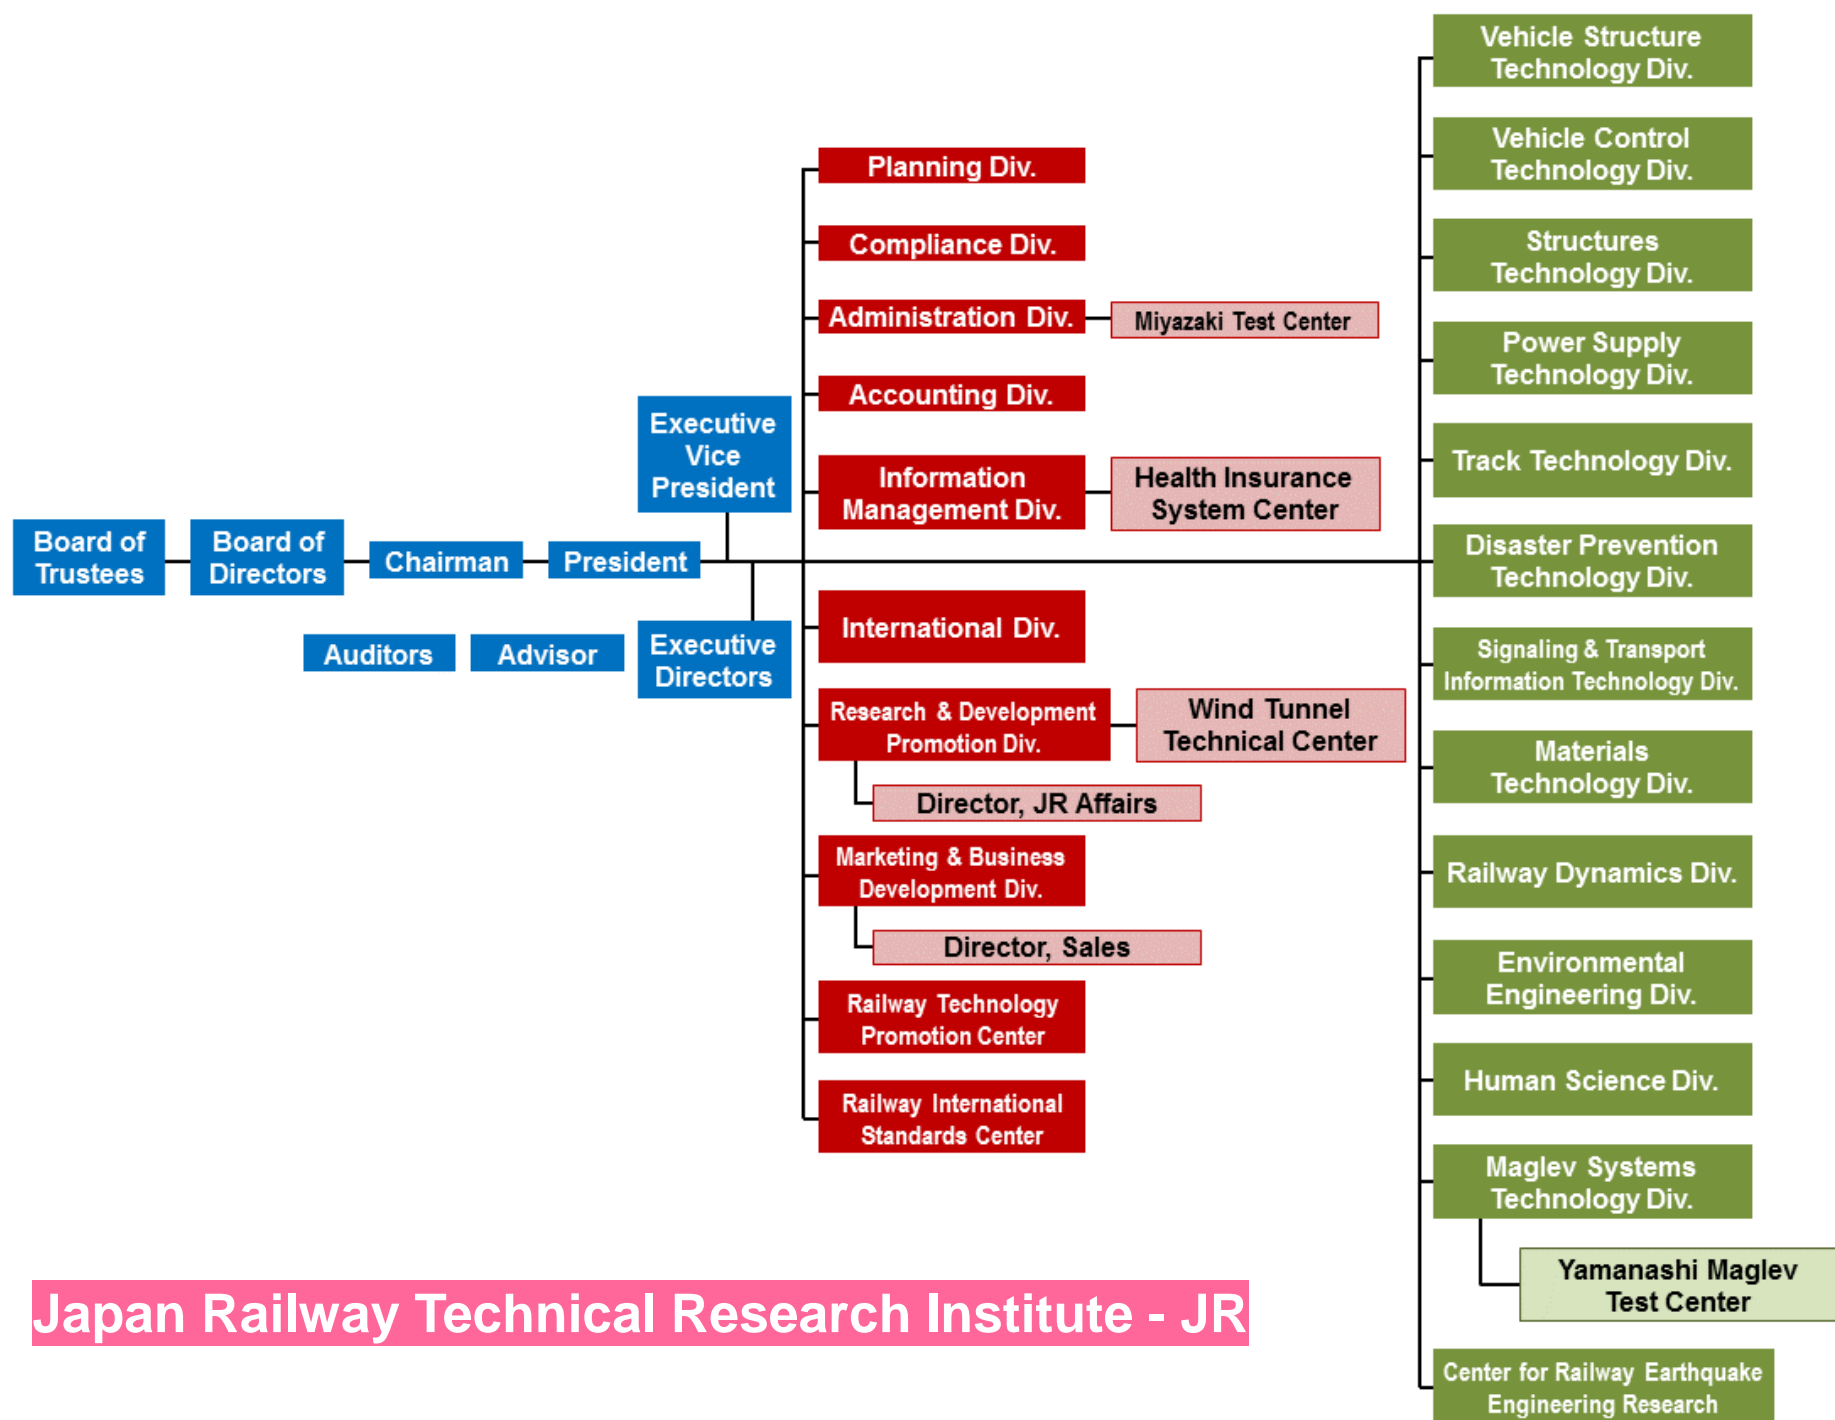 Board of
Trustees
Board of
Directors
Chairman
President
Executive
Vice
President
Auditors
Advisor
Executive
Directors
Planning Div.
Compliance Div.
Administration Div.
Miyazaki Test Center
Accounting Div.
Information
Management Div.
Health Insurance
System Center
International Div.
Research & Development
Promotion Div.
Wind Tunnel
Technical Center
Director, JR Affairs
Marketing & Business
Development Div.
Director, Sales
Railway Technology
Promotion Center
Railway International
Standards Center
Vehicle Structure
Technology Div.
Vehicle Control
Technology Div.
Structures
Technology Div.
Power Supply
Technology Div.
Track Technology Div.
Disaster Prevention
Technology Div.
Signaling & Transport
Information Technology Div.
Materials
Technology Div.
Railway Dynamics Div.
Environmental
Engineering Div.
Human Science Div.
Maglev Systems
Technology Div.
Yamanashi Maglev
Test Center
Center for Railway Earthquake
Engineering Research
Japan Railway Technical Research Institute - JR